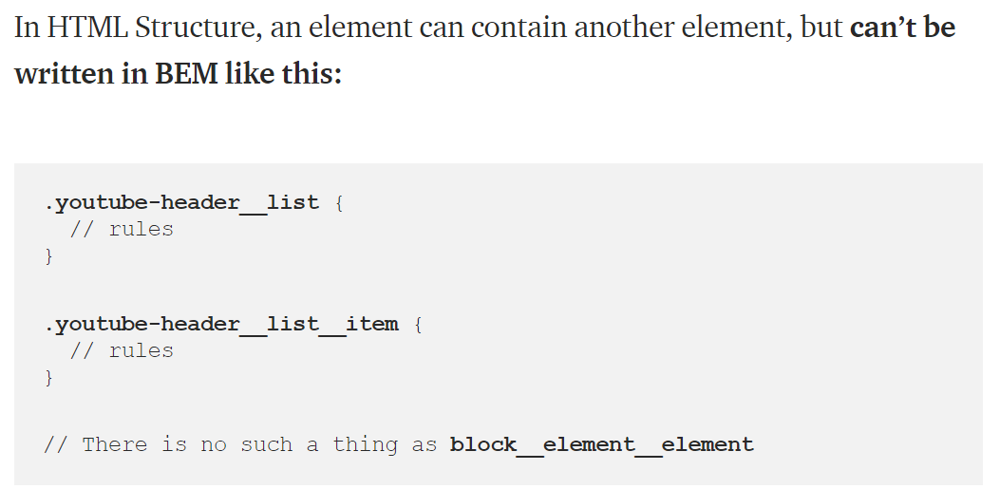 In HTML Structure, an element can contain another element, but can’t be
written in BEM like this:
.youtube-header__list {
// rules
}
.youtube-header__list__item {
// rules
}
// There is no such a thing as block__element__element